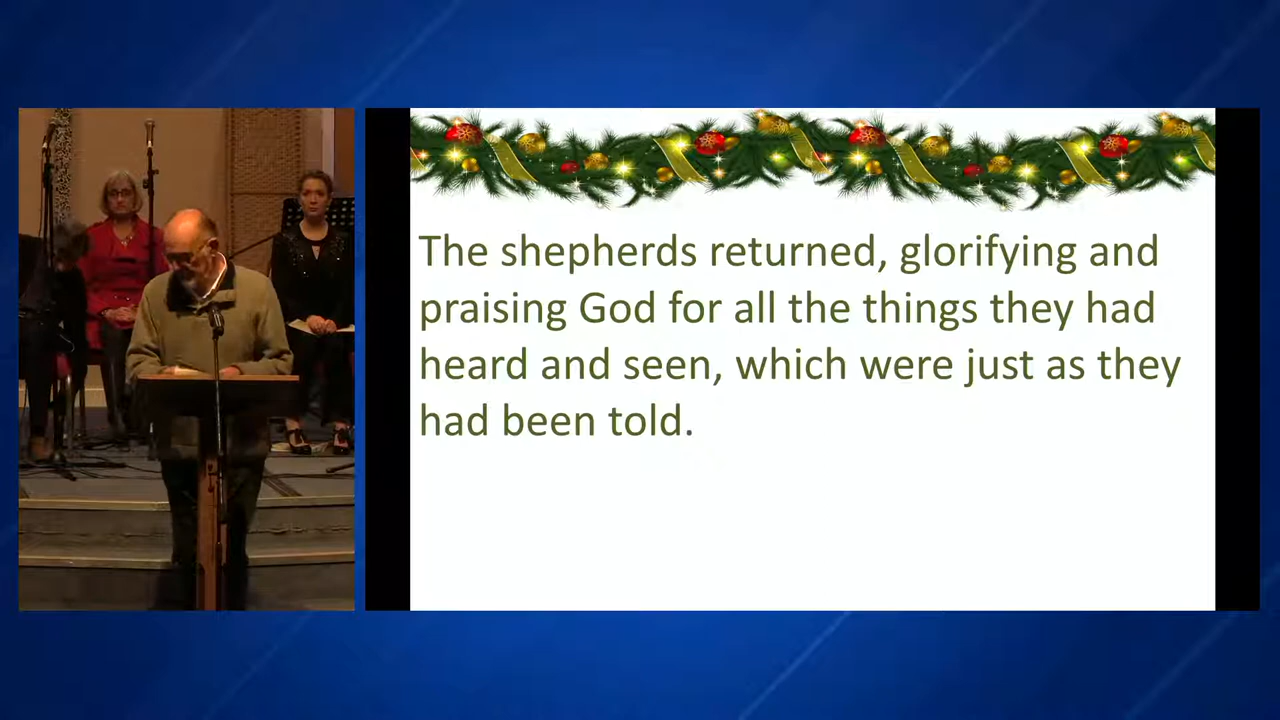 The shepherds returned, glorifying and
praising God for all the things they had
heard and seen, which were just as they
had been told.